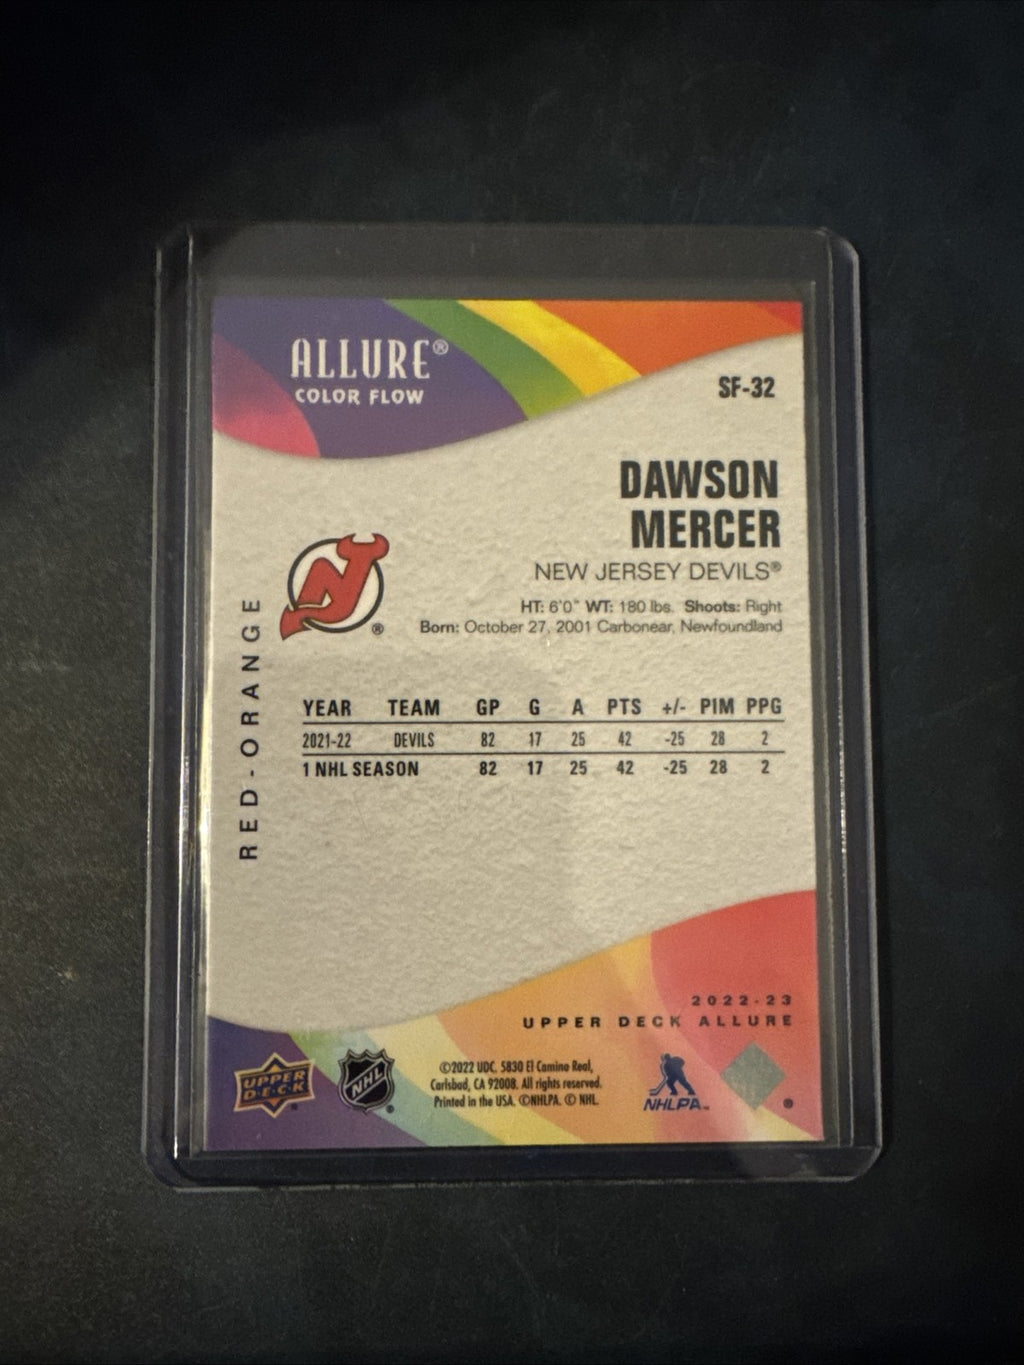 ALLURE®
COLOR FLOW
SF-32
DAWSON
MERCER
NEW JERSEY DEVILS®
HT: 6'0" WT: 180 lbs. Shoots: Right
Born: October 27, 2001 Carbonear, Newfoundland
®
RED-ORANGE
YEAR TEAM GP G A PTS +/- PIM PPG
2021-22 DEVILS 82 17 25 42 -25 28 2
1 NHL SEASON 82 17 25 42 -25 28 2
2022-23
UPPER DECK ALLURE
UPPER
DECK
®
NHL
®
©2022 UDC. 5830 El Camino Real,
Carlsbad, CA 92008. All rights reserved.
Printed in the USA. ©NHLPA. © NHL.
NHLPA™
®